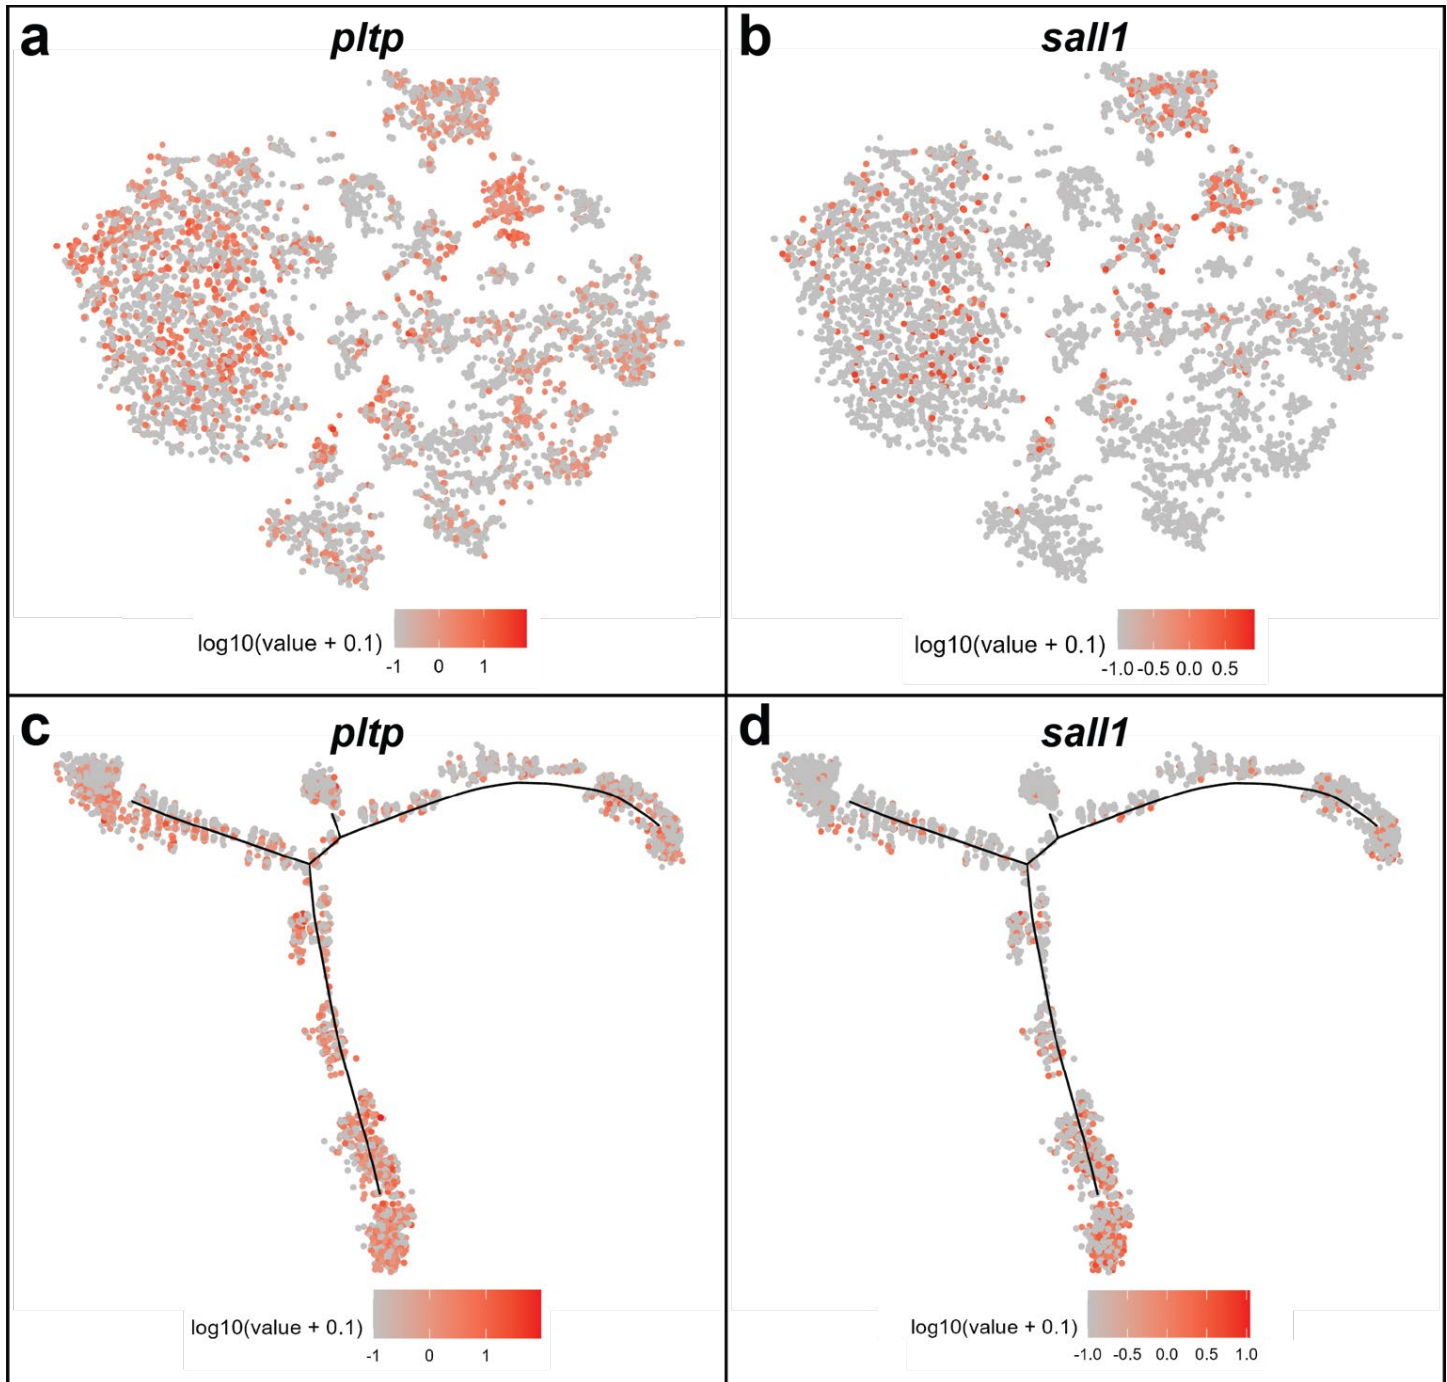 a
pltp
log10(value + 0.1)
-1 0 1
b
sall1
log10(value + 0.1)
-1.0 -0.5 0.0 0.5
c
pltp
log10(value + 0.1)
-1 0 1
d
sall1
log10(value + 0.1)
-1.0 -0.5 0.0 0.5 1.0